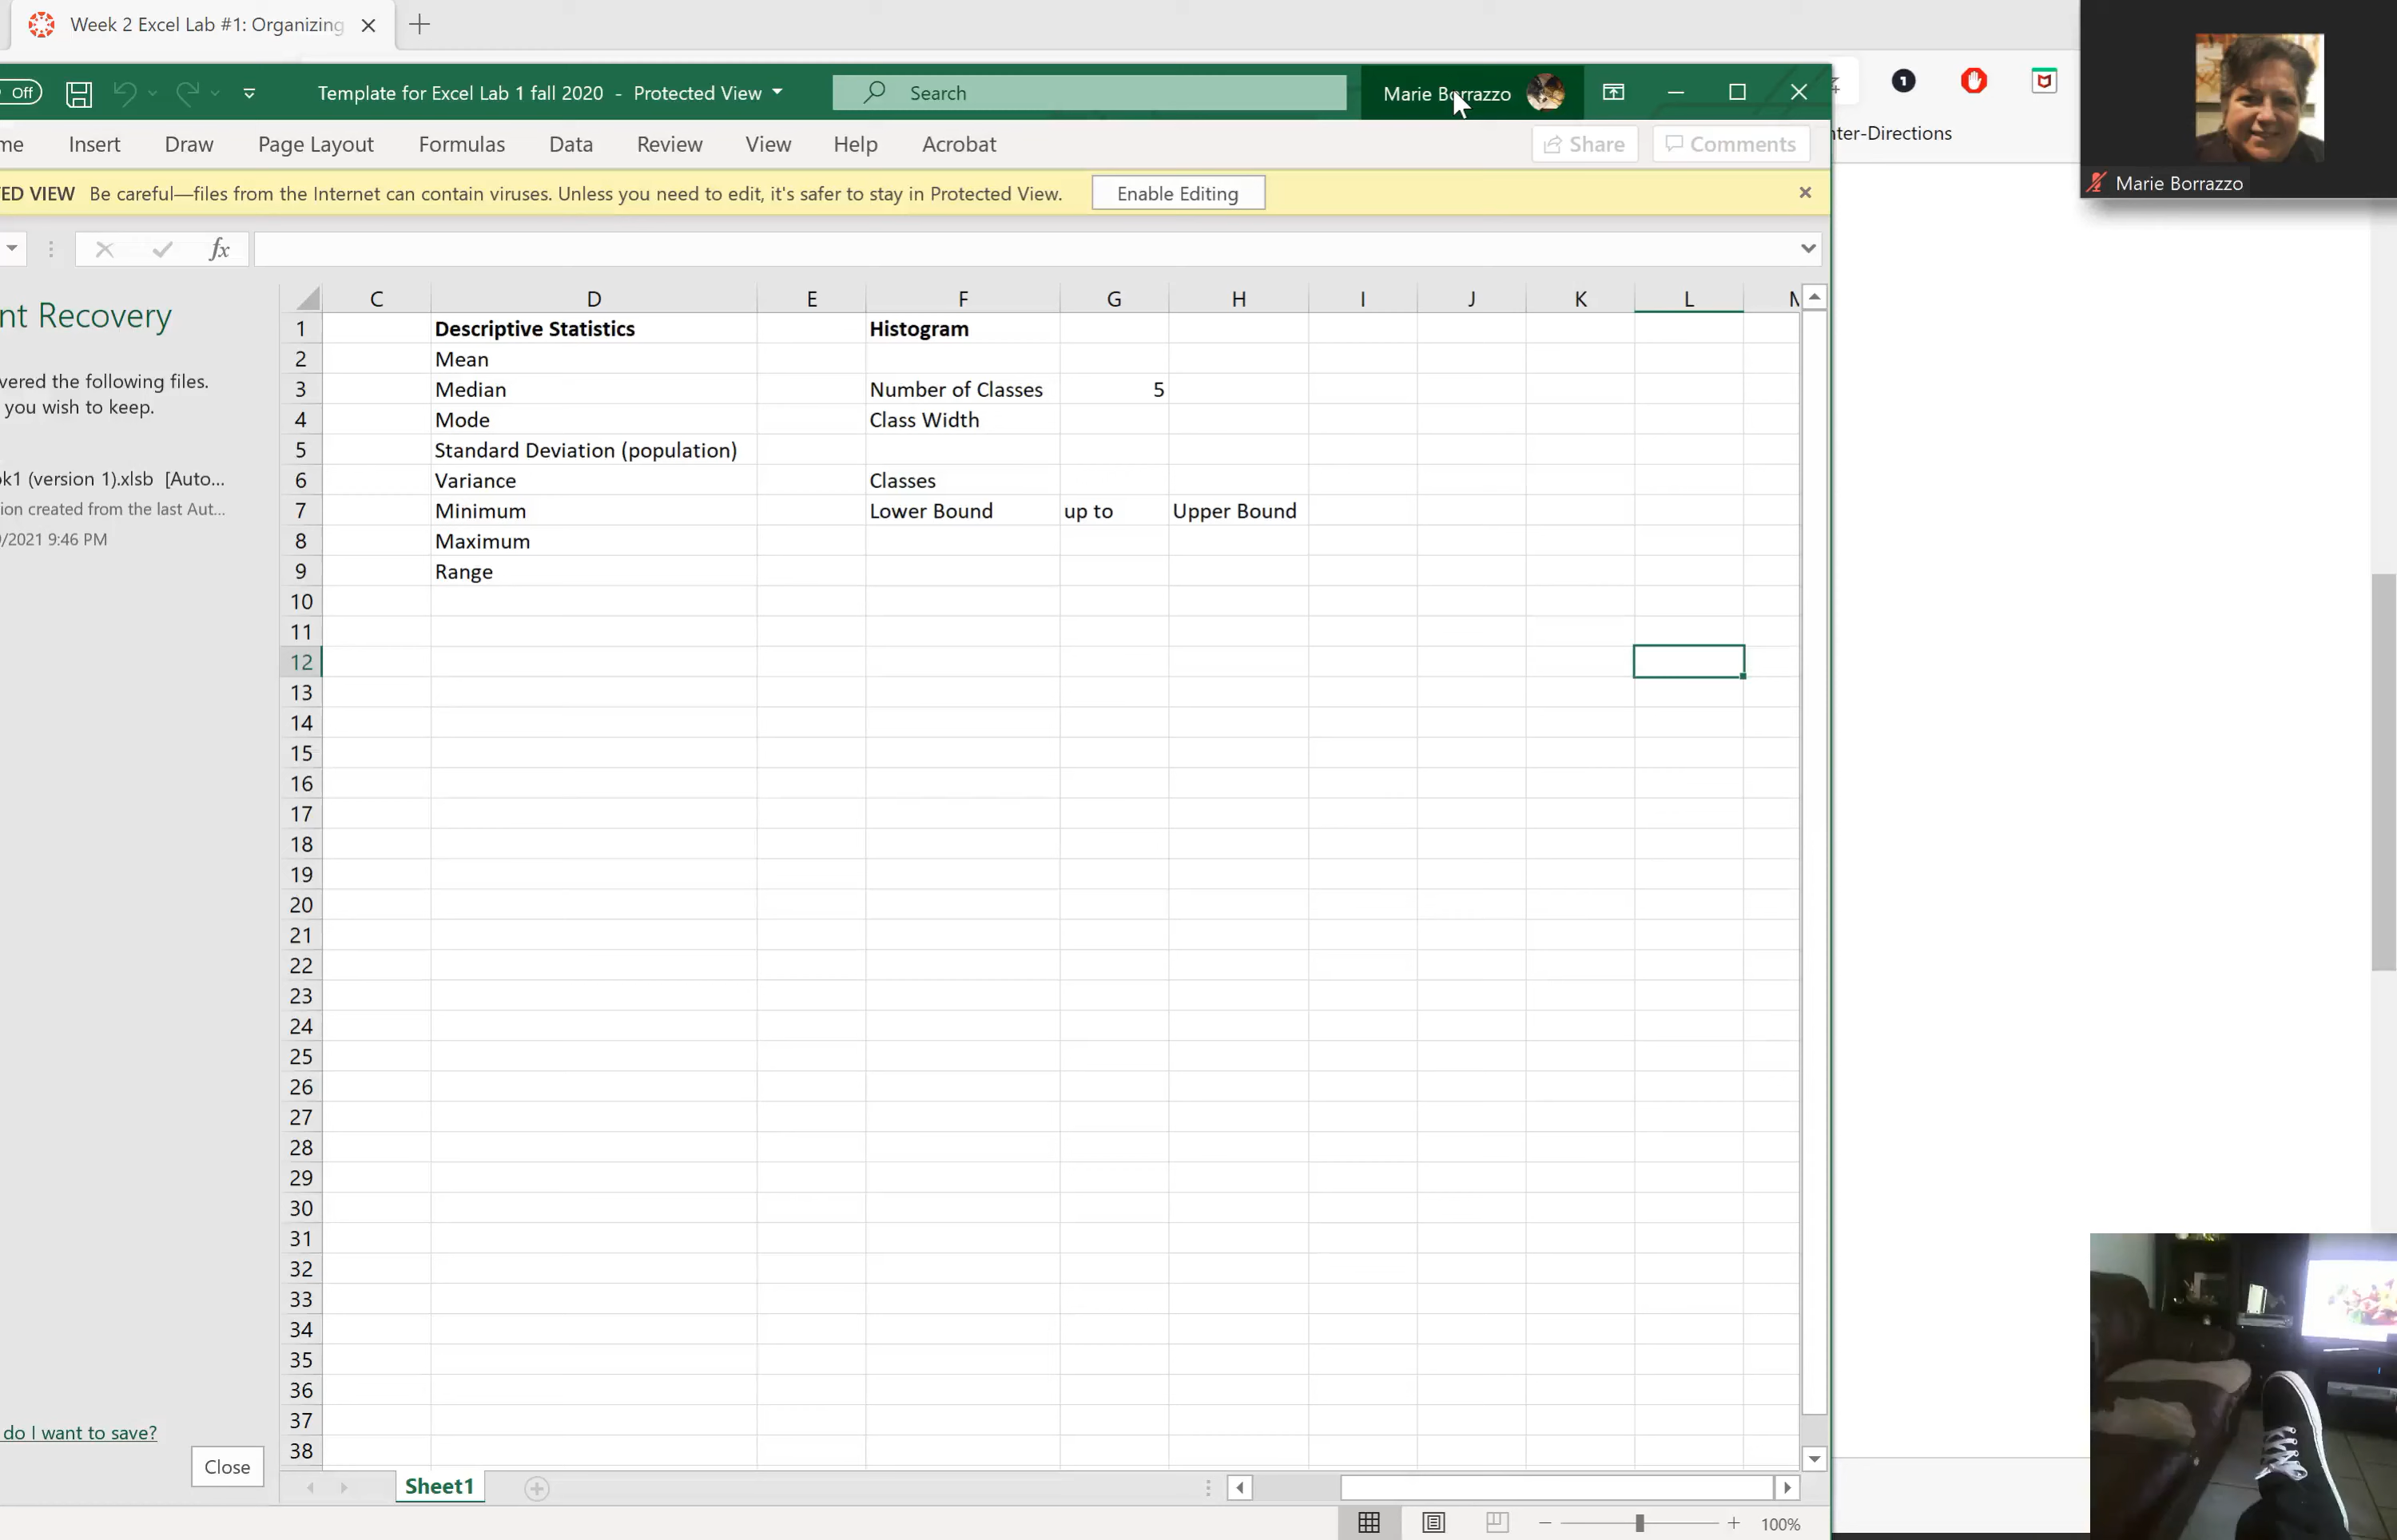 Week 2 Excel Lab #1: Organizing
Off
Template for Excel Lab 1 fall 2020 - Protected View
Search
Marie Borrazzo
1
nter-Directions
me Insert Draw Page Layout Formulas Data Review View Help Acrobat
Share
Comments
Marie Borrazzo
ED VIEW Be careful—files from the Internet can contain viruses. Unless you need to edit, it's safer to stay in Protected View.
Enable Editing
fx
C D E F G H I J K L M
nt Recovery
vered the following files.
you wish to keep.
ok1 (version 1).xlsb [Auto...
ion created from the last Aut...
/2021 9:46 PM
1 Descriptive Statistics Histogram
2 Mean
3 Median Number of Classes 5
4 Mode Class Width
5 Standard Deviation (population)
6 Variance Classes
7 Minimum Lower Bound up to Upper Bound
8 Maximum
9 Range
10
11
12
13
14
15
16
17
18
19
20
21
22
23
24
25
26
27
28
29
30
31
32
33
34
35
36
37
38
do I want to save?
Close
Sheet1
100%